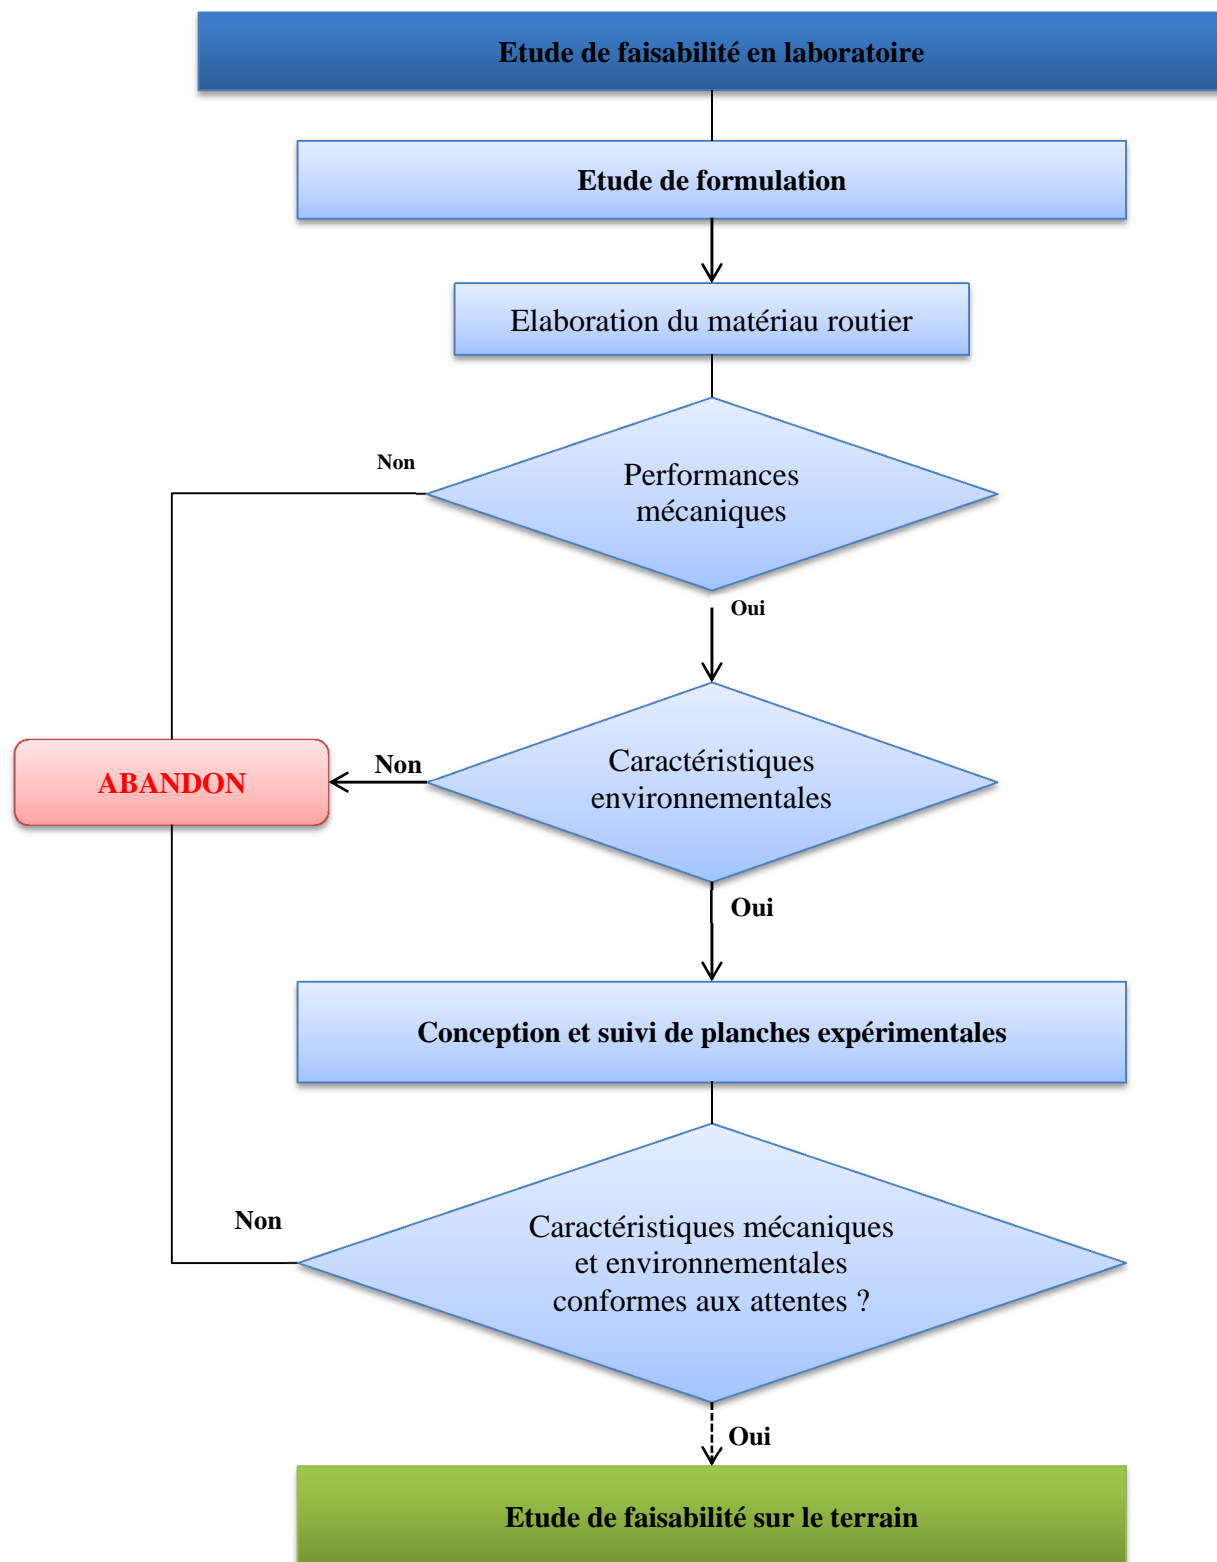 Etude de faisabilité en laboratoire
Etude de formulation
Elaboration du matériau routier
Non
Performances
mécaniques
Oui
ABANDON
Non
Caractéristiques
environnementales
Oui
Conception et suivi de planches expérimentales
Non
Caractéristiques mécaniques
et environnementales
conformes aux attentes ?
Oui
Etude de faisabilité sur le terrain